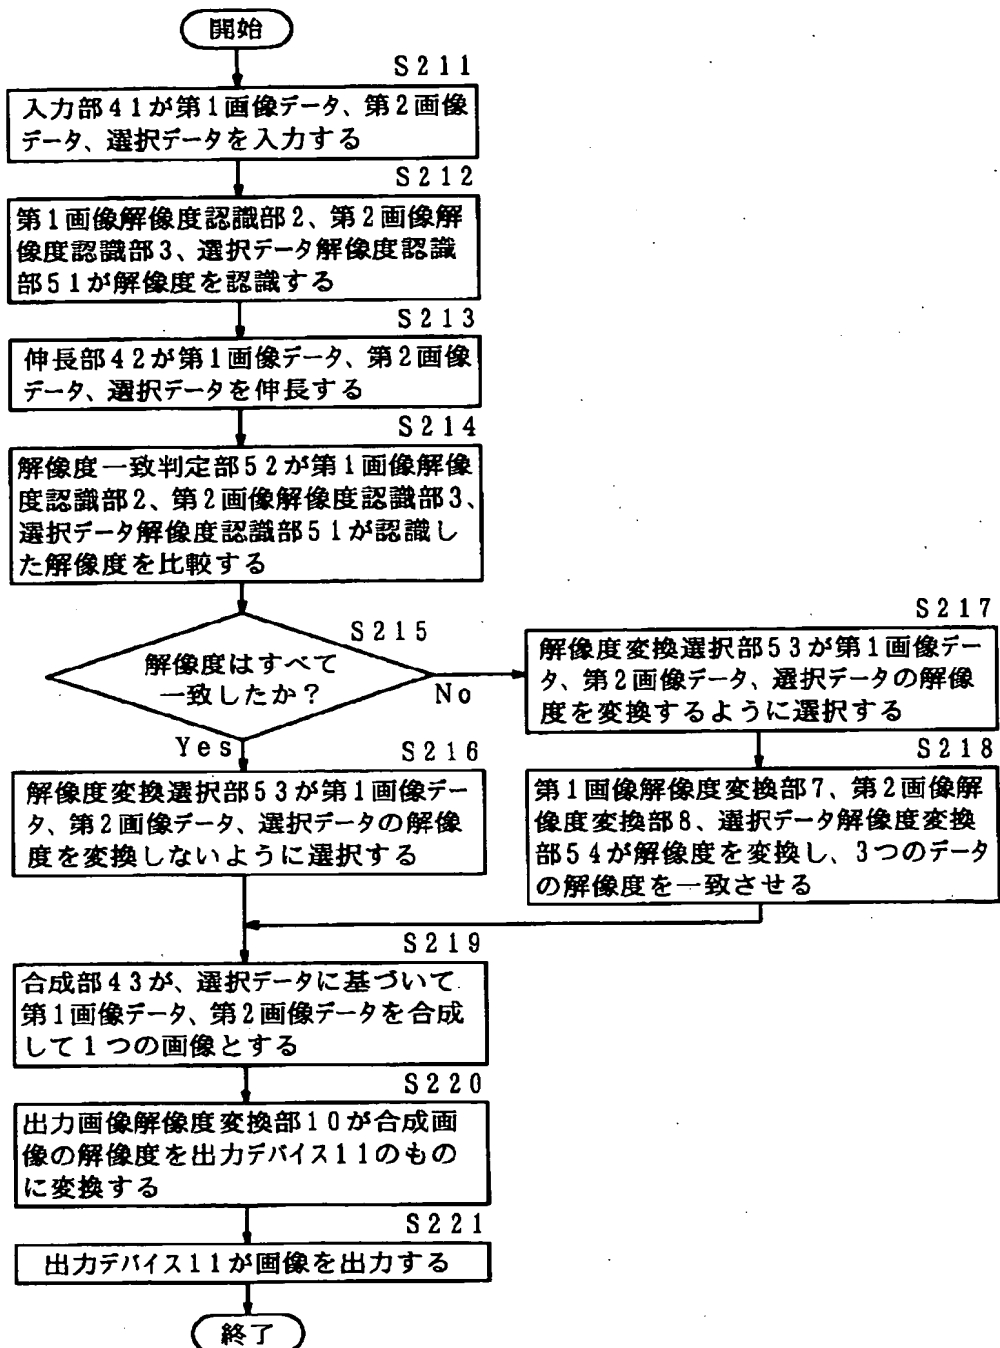 開始
S211
入力部41が第1画像データ、第2画像
データ、選択データを入力する
S212
第1画像解像度認識部2、第2画像解
像度認識部3、選択データ解像度認識
部51が解像度を認識する
S213
伸長部42が第1画像データ、第2画像
データ、選択データを伸長する
S214
解像度一致判定部52が第1画像解像
度認識部2、第2画像解像度認識部3、
選択データ解像度認識部51が認識し
た解像度を比較する
S215
解像度はすべて
一致したか?
No
Yes
S217
解像度変換選択部53が第1画像デー
タ、第2画像データ、選択データの解像
度を変換するように選択する
S216
解像度変換選択部53が第1画像デー
タ、第2画像データ、選択データの解像
度を変換しないように選択する
S218
第1画像解像度変換部7、第2画像解
像度変換部8、選択データ解像度変換
部54が解像度を変換し、3つのデータ
の解像度を一致させる
S219
合成部43が、選択データに基づいて
第1画像データ、第2画像データを合成
して1つの画像とする
S220
出力画像解像度変換部10が合成画
像の解像度を出力デバイス11のもの
に変換する
S221
出力デバイス11が画像を出力する
終了